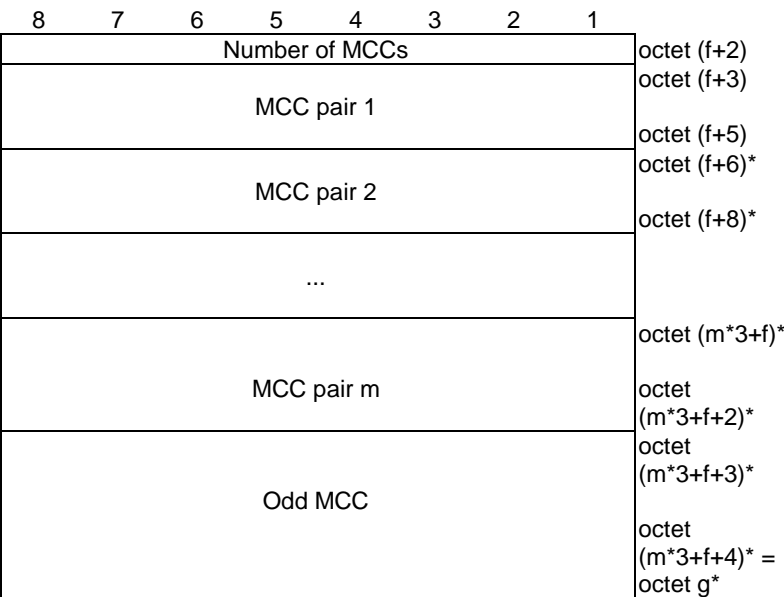 8 7 6 5 4 3 2 1
Number of MCCs octet (f+2)
octet (f+3)
MCC pair 1
octet (f+5)
octet (f+6)*
MCC pair 2
octet (f+8)*
...
octet (m*3+f)*
MCC pair m octet
(m*3+f+2)*
octet
(m*3+f+3)*
Odd MCC
octet
(m*3+f+4)* =
octet g*